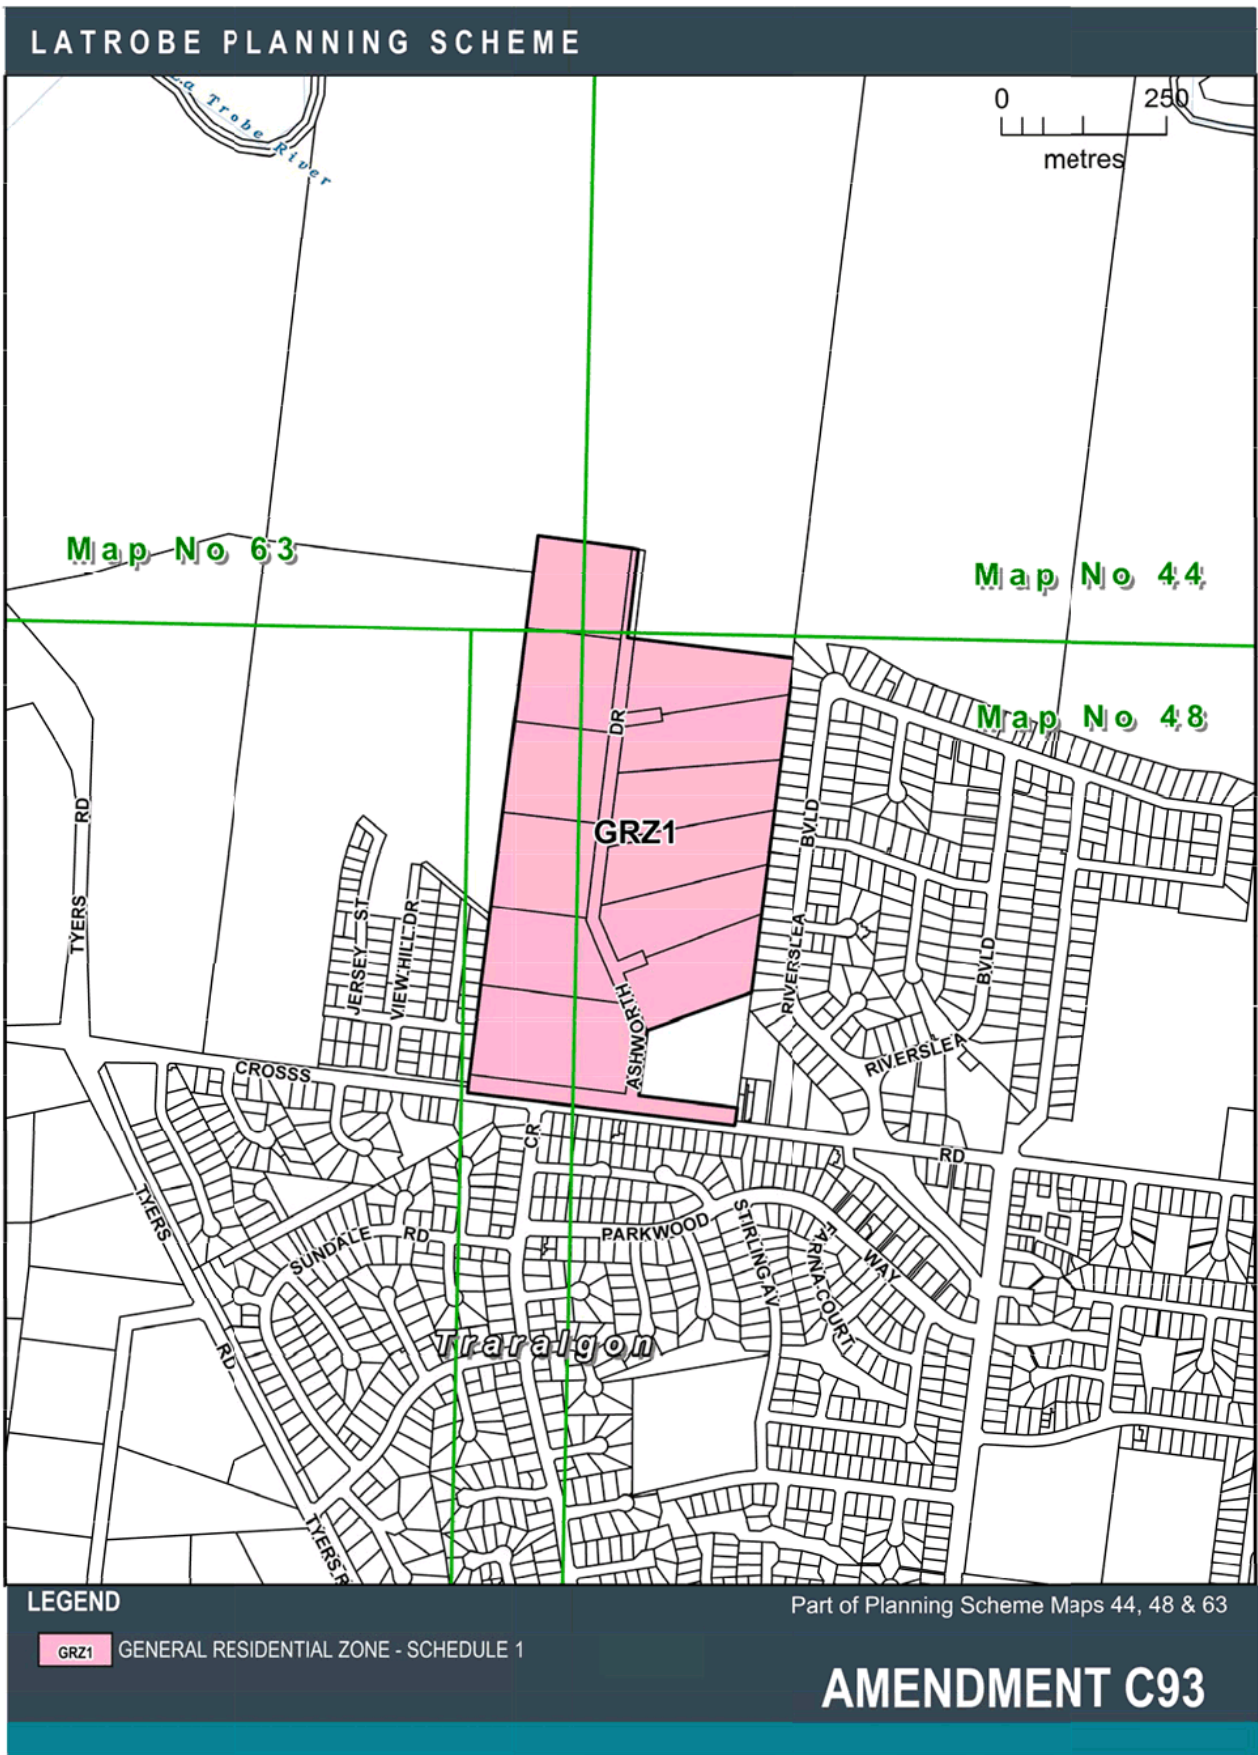 LATROBE PLANNING SCHEME
La Trobe River
0 250
metres
Map No 63
Map No 44
Map No 48
DR
GRZ1
TYERS RD
JERSEY ST
VIEW HILL DR
ASHWORTH
RIVERSLEA BVLD
BVLD
RIVERSLEA
CROSSS
CR
RD
TYERS
SUNDALE RD
PARKWOOD
STIRLING AV
FARINA COURT
WAY
RD
Traralgon
TYERS R
LEGEND
Part of Planning Scheme Maps 44, 48 & 63
GRZ1 GENERAL RESIDENTIAL ZONE - SCHEDULE 1
AMENDMENT C93